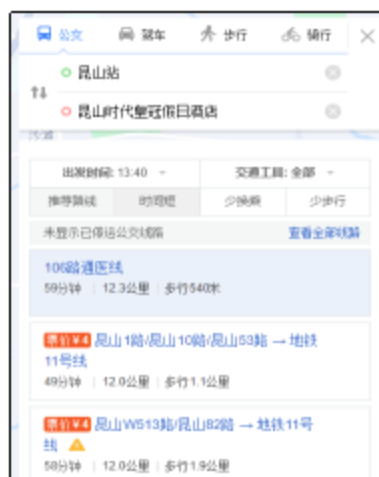 公交 驾车 步行 骑行
昆山站
昆山时代皇冠假日酒店
出发时间: 13:40 交通工具: 全部
推荐路线 时间短 少换乘 少步行
未显示已停运公交线路 查看全部线路
106路通医线
59分钟 | 12.3公里 | 步行540米
票价¥4 昆山1路/昆山10路/昆山53路 → 地铁
11号线
49分钟 | 12.0公里 | 步行1.1公里
票价¥4 昆山W513路/昆山82路 → 地铁11号
线
58分钟 | 12.0公里 | 步行1.9公里